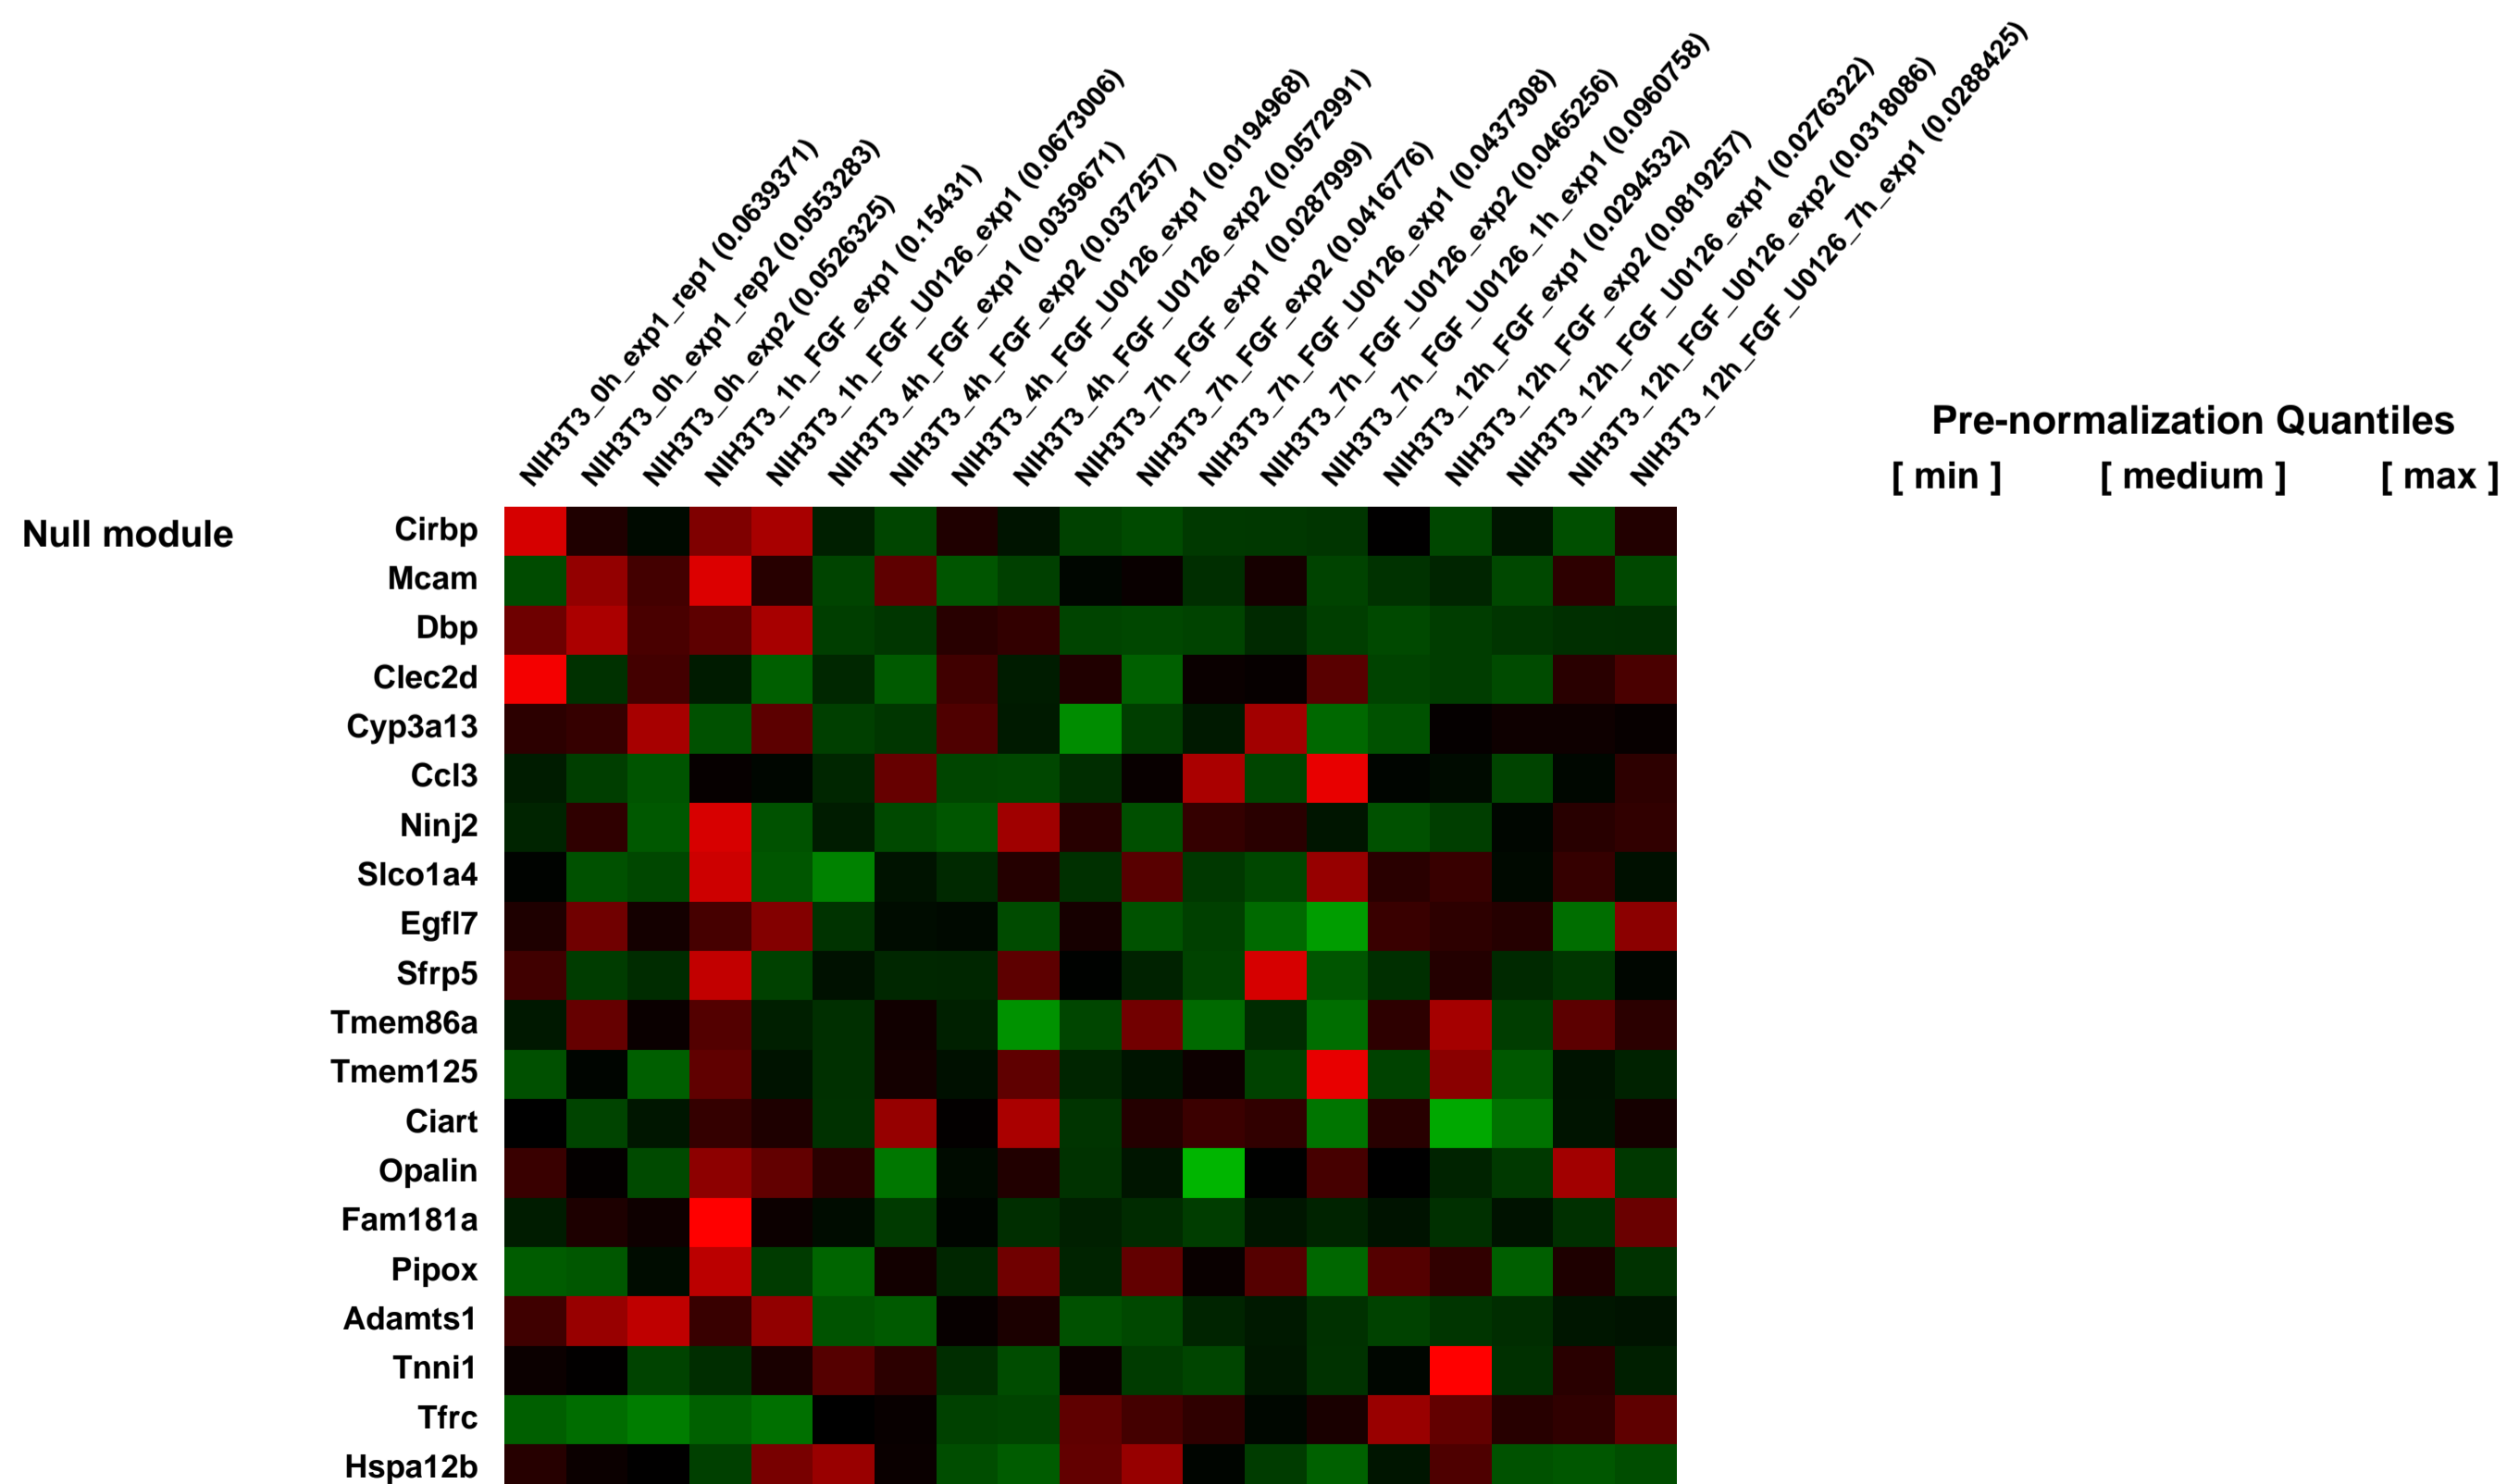 NIH3T3_0h_exp1_rep1 (0.0639371)
NIH3T3_0h_exp1_rep2 (0.0553283)
NIH3T3_0h_exp2 (0.0526325)
NIH3T3_1h_FGF_exp1 (0.15431)
NIH3T3_1h_FGF_U0126_exp1 (0.0673006)
NIH3T3_4h_FGF_exp1 (0.0359671)
NIH3T3_4h_FGF_exp2 (0.037257)
NIH3T3_4h_FGF_U0126_exp1 (0.0194968)
NIH3T3_4h_FGF_U0126_exp2 (0.0572991)
NIH3T3_7h_FGF_exp1 (0.0287999)
NIH3T3_7h_FGF_exp2 (0.0416776)
NIH3T3_7h_FGF_U0126_exp1 (0.0437308)
NIH3T3_7h_FGF_U0126_exp2 (0.0465256)
NIH3T3_7h_FGF_U0126_1h_exp1 (0.0960758)
NIH3T3_12h_FGF_exp1 (0.0294532)
NIH3T3_12h_FGF_exp2 (0.0819257)
NIH3T3_12h_FGF_U0126_exp1 (0.0276322)
NIH3T3_12h_FGF_U0126_exp2 (0.0318086)
NIH3T3_12h_FGF_U0126_7h_exp1 (0.0288425)
Pre-normalization Quantiles
[ min ] [ medium ] [ max ]
Null module
Cirbp
Mcam
Dbp
Clec2d
Cyp3a13
Ccl3
Ninj2
Slco1a4
Egfl7
Sfrp5
Tmem86a
Tmem125
Ciart
Opalin
Fam181a
Pipox
Adamts1
Tnni1
Tfrc
Hspa12b